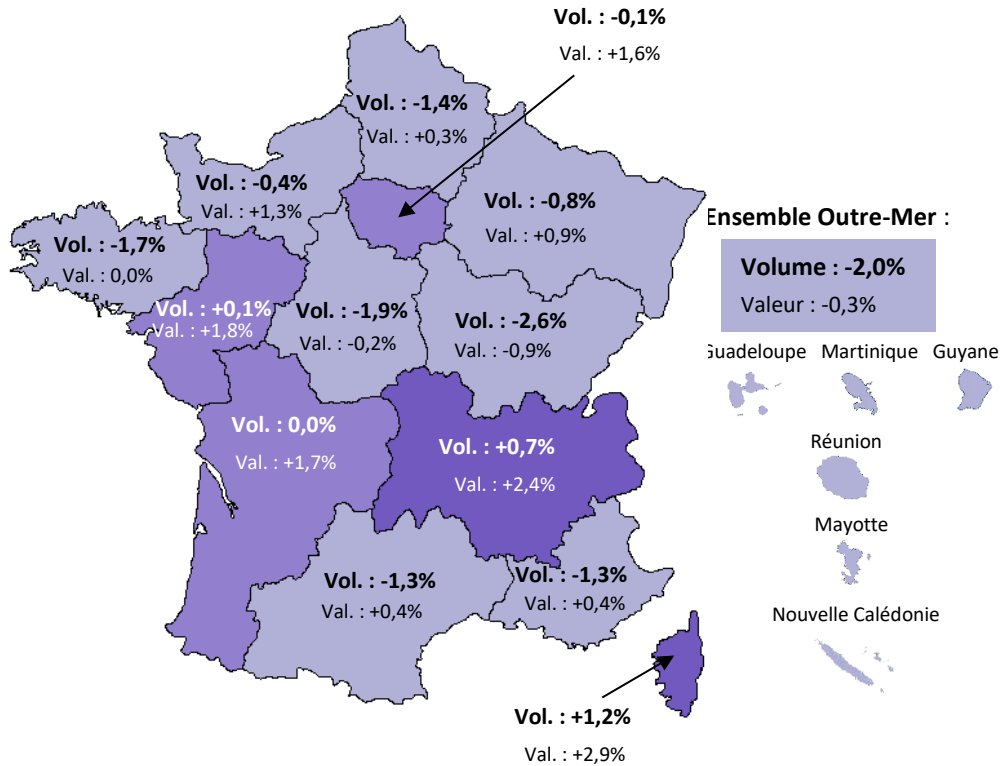 Vol. : -0,1%
Val. : +1,6%
Vol. : -1,4%
Val. : +0,3%
Vol. : -0,4%
Val. : +1,3%
Vol. : -0,8%
Val. : +0,9%
Vol. : -1,7%
Val. : 0,0%
Vol. : +0,1%
Val. : +1,8%
Vol. : -1,9%
Val. : -0,2%
Vol. : -2,6%
Val. : -0,9%
Vol. : 0,0%
Val. : +1,7%
Vol. : +0,7%
Val. : +2,4%
Vol. : -1,3%
Val. : +0,4%
Vol. : -1,3%
Val. : +0,4%
Vol. : +1,2%
Val. : +2,9%
Ensemble Outre-Mer :
Volume : -2,0%
Valeur : -0,3%
Guadeloupe Martinique Guyane
Réunion
Mayotte
Nouvelle Calédonie